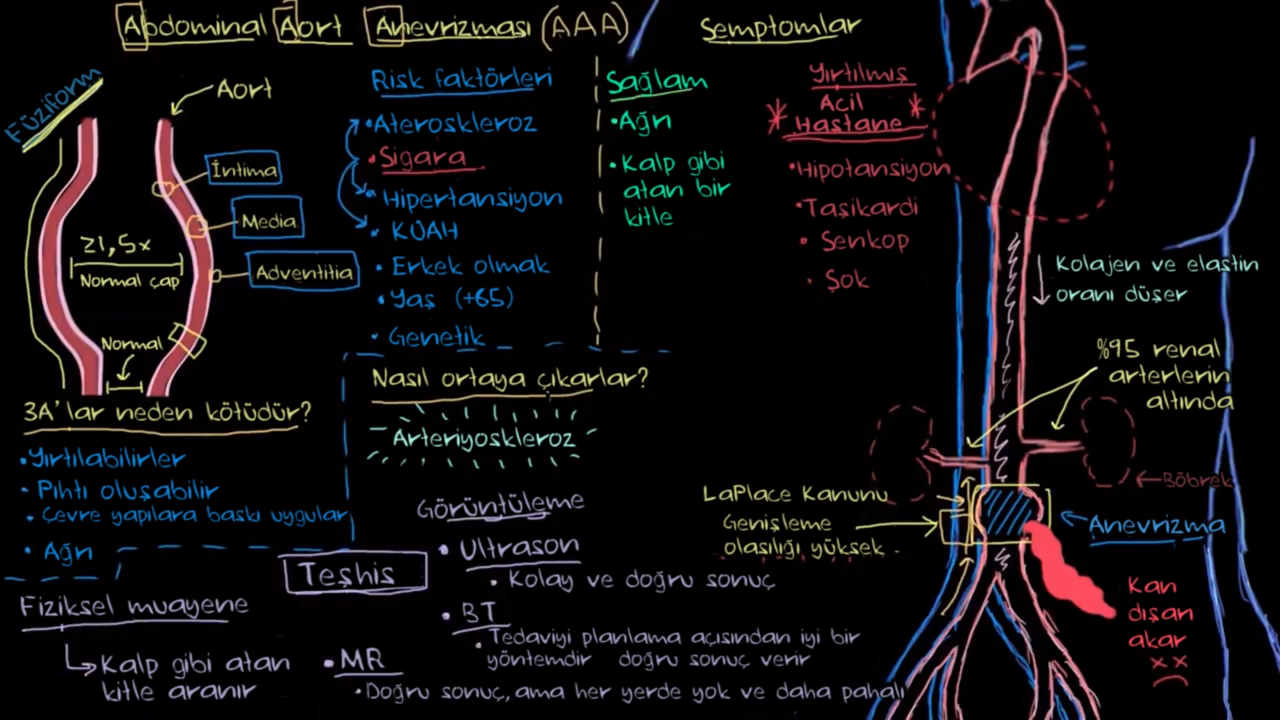 Abdominal Aort Anevrizması (AAA)
Füziform
Aort
İntima
Media
Adventitia
≥1,5x
Normal çap
Normal
Risk faktörleri
• Ateroskleroz
• Sigara
• Hipertansiyon
• KOAH
• Erkek olmak
• Yaş (+65)
• Genetik
Semptomlar
Sağlam
• Ağrı
• Kalp gibi
atan bir
kitle
Yırtılmış
* Acil *
Hastane
• Hipotansiyon
• Taşikardi
• Senkop
• Şok
3A'lar neden kötüdür?
• Yırtılabilirler
• Pıhtı oluşabilir
• Çevre yapılara baskı uygular
• Ağrı
Nasıl ortaya çıkarlar?
Arteriyoskleroz
Teşhis
Fiziksel muayene
Kalp gibi atan
kitle aranır
Görüntüleme
• Ultrason
• Kolay ve doğru sonuç
• BT
• Tedaviyi planlama açısından iyi bir
yöntemdir doğru sonuç verir
• MR
• Doğru sonuç, ama her yerde yok ve daha pahalı
Kolajen ve elastin
oranı düşer
%95 renal
arterlerin
altında
Böbrek
LaPlace Kanunu
Genişleme
olasılığı yüksek
Anevrizma
Kan
dışarı
akar